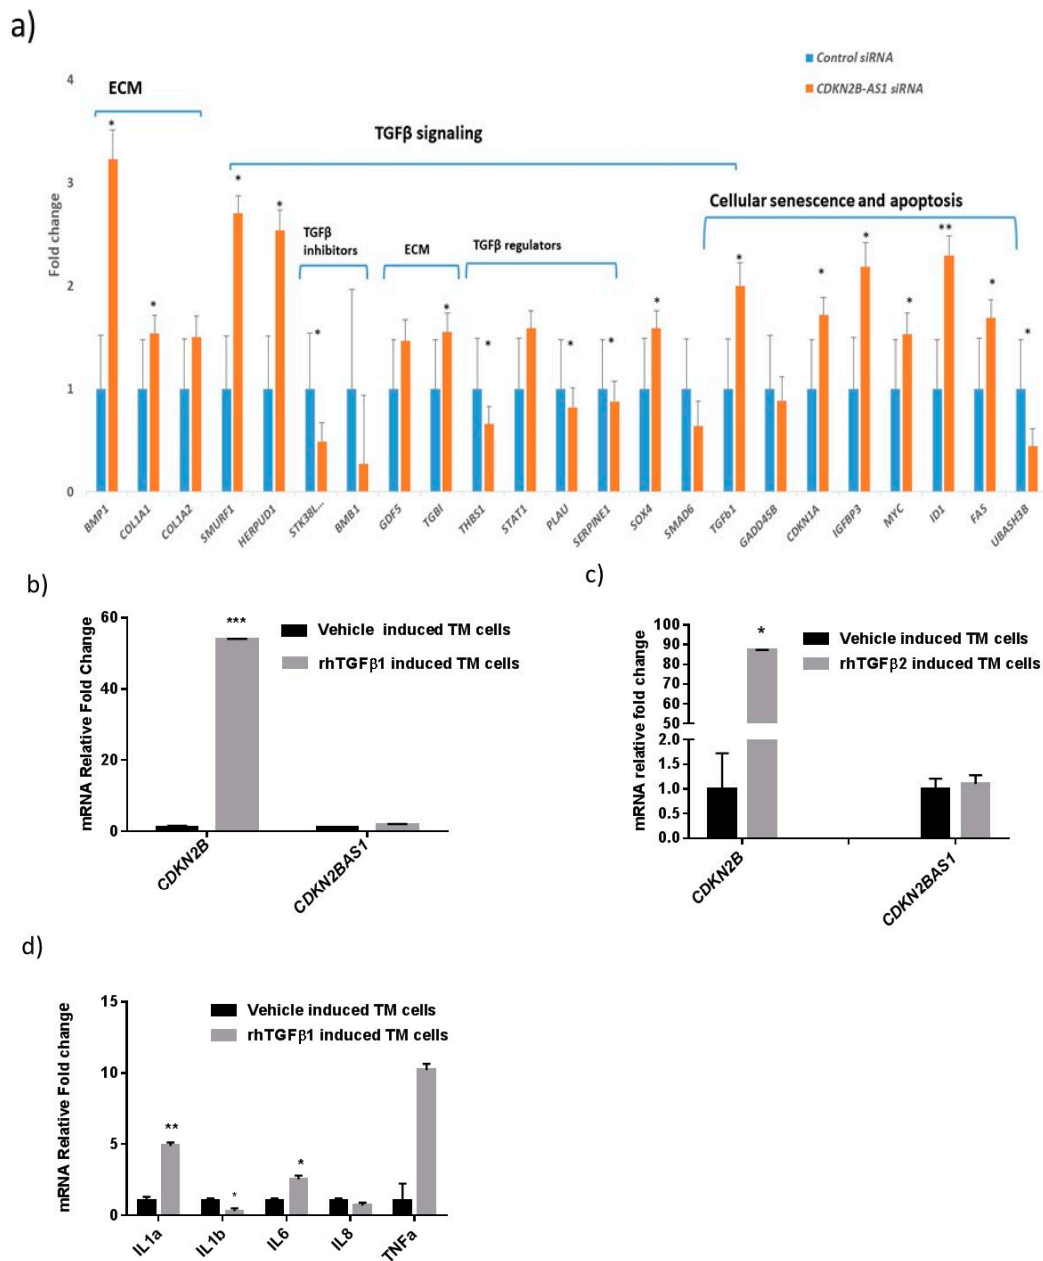 a)
Control siRNA
CDKN2B-AS1 siRNA
ECM
TGFβ signaling
Cellular senescence and apoptosis
TGFβ
inhibitors
ECM
TGFβ regulators
Fold change
4
3
2
1
0
* * * * * * * * * * * * * * * ** * *
BMP1 COL1A1 COL1A2 SMURF1 HERPUD1 STK38L... BMB1 GDF5 TGBI THBS1 STAT1 PLAU SERPINE1 SOX4 SMAD6 TGFb1 GADD45B CDKN1A IGFBP3 MYC ID1 FAS UBASH3B
b)
mRNA Relative Fold Change
60
40
20
0
***
Vehicle induced TM cells
rhTGFβ1 induced TM cells
CDKN2B CDKN2BAS1
c)
mRNA relative fold change
100
90
80
70
60
50
2.0
1.5
1.0
0.5
0.0
*
Vehicle induced TM cells
rhTGFβ2 induced TM cells
CDKN2B CDKN2BAS1
d)
mRNA Relative Fold change
15
10
5
0
Vehicle induced TM cells
rhTGFβ1 induced TM cells
** * *
IL1a IL1b IL6 IL8 TNFa